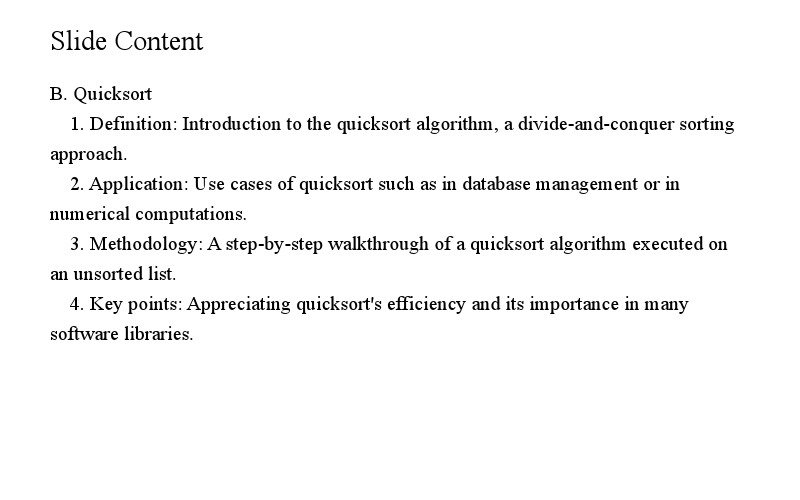 Slide Content
B. Quicksort
1. Definition: Introduction to the quicksort algorithm, a divide-and-conquer sorting
approach.
2. Application: Use cases of quicksort such as in database management or in
numerical computations.
3. Methodology: A step-by-step walkthrough of a quicksort algorithm executed on
an unsorted list.
4. Key points: Appreciating quicksort's efficiency and its importance in many
software libraries.